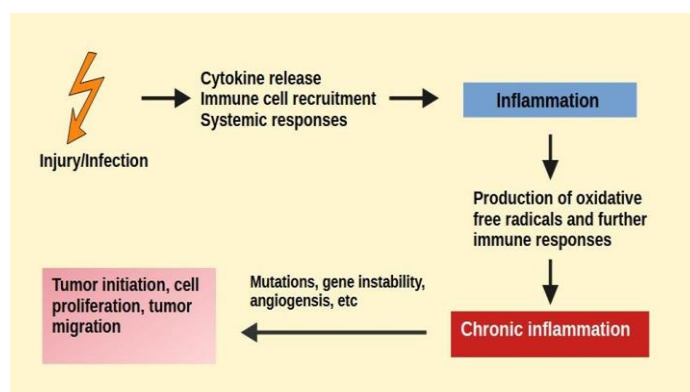 Cytokine release
Immune cell recruitment
Systemic responses
Inflammation
Injury/Infection
Production of oxidative
free radicals and further
immune responses
Tumor initiation, cell
proliferation, tumor
migration
Mutations, gene instability,
angiogensis, etc
Chronic inflammation